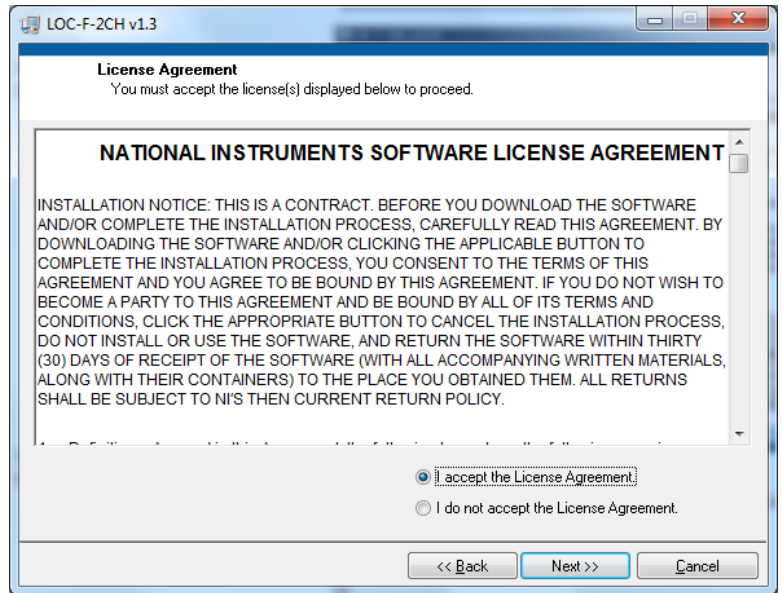 LOC-F-2CH v1.3
License Agreement
You must accept the license(s) displayed below to proceed.
NATIONAL INSTRUMENTS SOFTWARE LICENSE AGREEMENT
INSTALLATION NOTICE: THIS IS A CONTRACT. BEFORE YOU DOWNLOAD THE SOFTWARE
AND/OR COMPLETE THE INSTALLATION PROCESS, CAREFULLY READ THIS AGREEMENT. BY
DOWNLOADING THE SOFTWARE AND/OR CLICKING THE APPLICABLE BUTTON TO
COMPLETE THE INSTALLATION PROCESS, YOU CONSENT TO THE TERMS OF THIS
AGREEMENT AND YOU AGREE TO BE BOUND BY THIS AGREEMENT. IF YOU DO NOT WISH TO
BECOME A PARTY TO THIS AGREEMENT AND BE BOUND BY ALL OF ITS TERMS AND
CONDITIONS, CLICK THE APPROPRIATE BUTTON TO CANCEL THE INSTALLATION PROCESS,
DO NOT INSTALL OR USE THE SOFTWARE, AND RETURN THE SOFTWARE WITHIN THIRTY
(30) DAYS OF RECEIPT OF THE SOFTWARE (WITH ALL ACCOMPANYING WRITTEN MATERIALS,
ALONG WITH THEIR CONTAINERS) TO THE PLACE YOU OBTAINED THEM. ALL RETURNS
SHALL BE SUBJECT TO NI'S THEN CURRENT RETURN POLICY.
I accept the License Agreement.
I do not accept the License Agreement.
<< Back
Next >>
Cancel